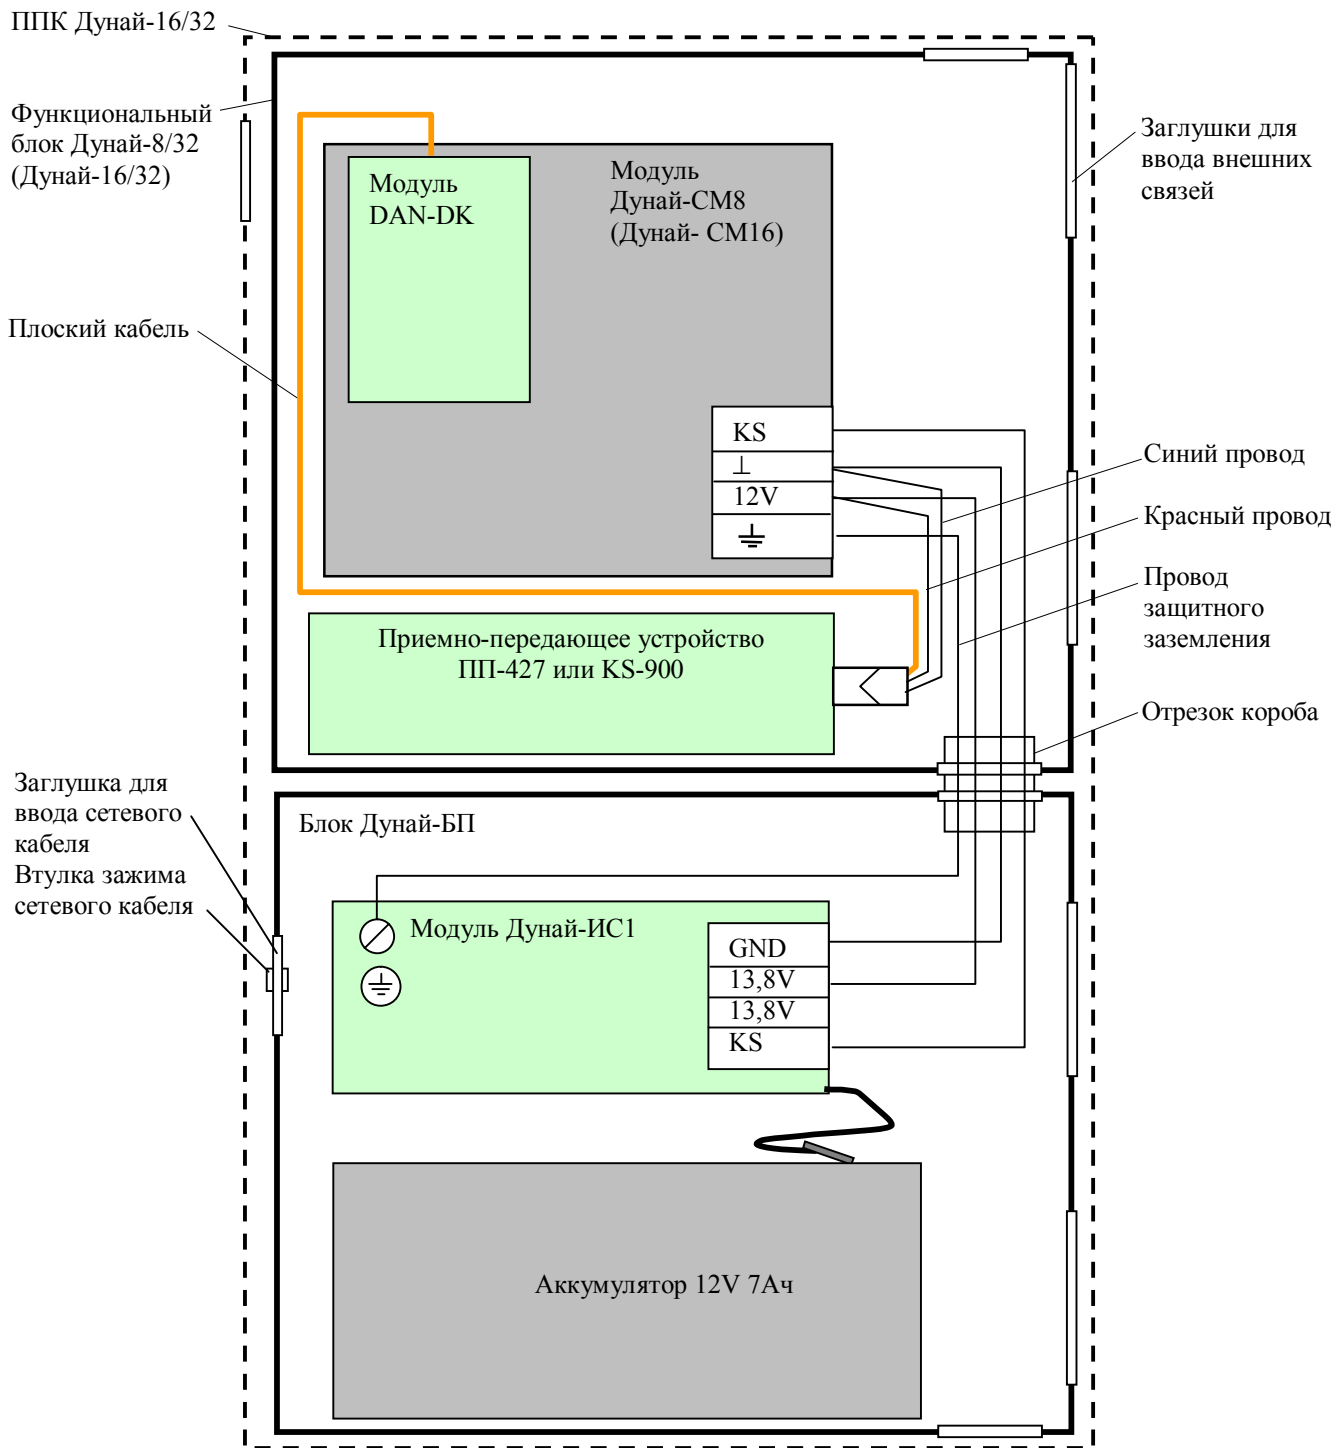 ППК Дунай-16/32
Функциональный
блок Дунай-8/32
(Дунай-16/32)
Заглушки для
ввода внешних
связей
Модуль
DAN-DK
Модуль
Дунай-СМ8
(Дунай- СМ16)
Плоский кабель
KS
⊥
12V
⏚
Синий провод
Красный провод
Провод
защитного
заземления
Приемно-передающее устройство
ПП-427 или KS-900
Отрезок короба
Заглушка для
ввода сетевого
кабеля
Втулка зажима
сетевого кабеля
Блок Дунай-БП
Модуль Дунай-ИС1
GND
13,8V
13,8V
KS
Аккумулятор 12V 7Ач